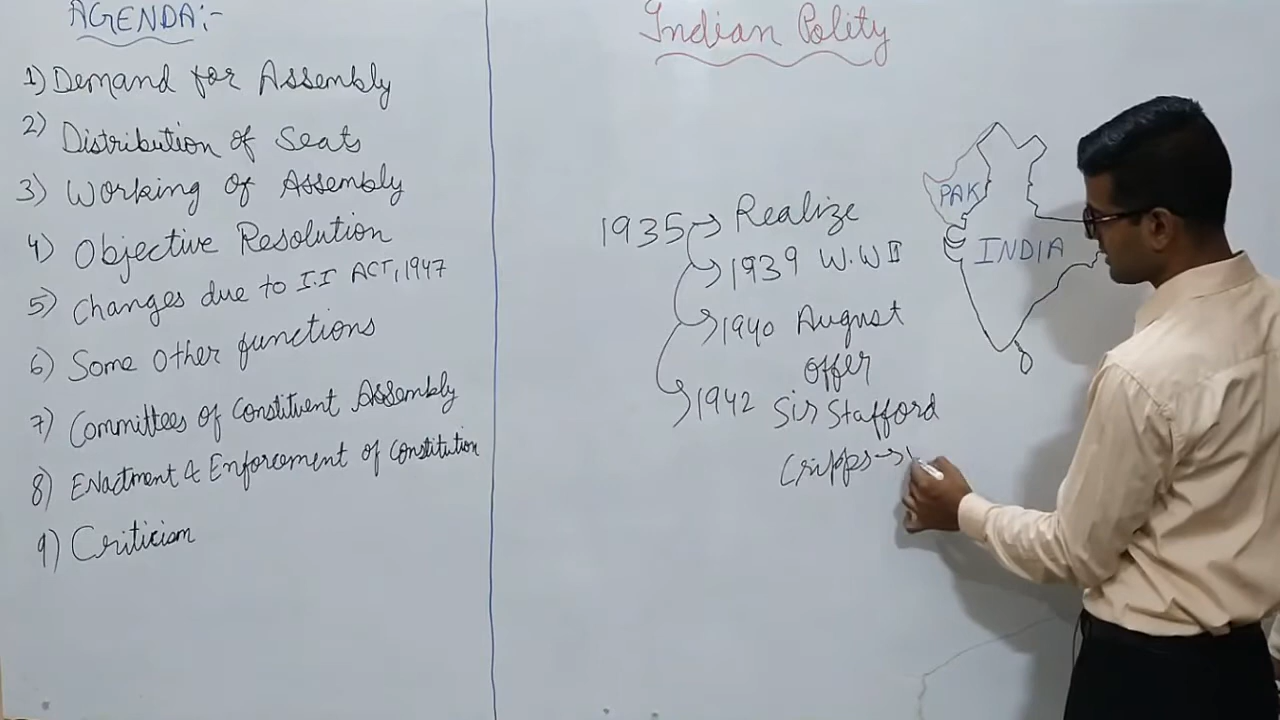 AGENDA:-
1) Demand for Assembly
2) Distribution of Seats
3) Working of Assembly
4) Objective Resolution
5) Changes due to I.I ACT, 1947
6) Some other functions
7) Committees of Constituent Assembly
8) Enactment & Enforcement of Constitution
9) Criticism
Indian Polity
1935 → Realize
→ 1939 W.W II
→ 1940 August
offer
→ 1942 Sir Stafford
Cripps →
PAK
INDIA